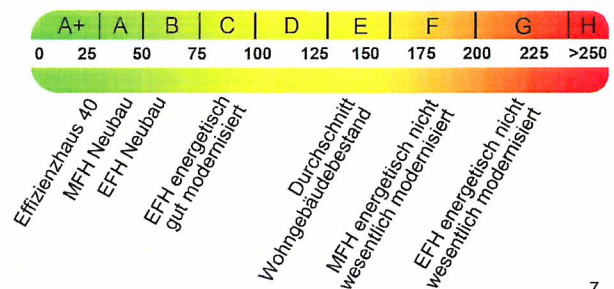 A+ A B C D E F G H
0 25 50 75 100 125 150 175 200 225 >250
Effizienzhaus 40
MFH Neubau
EFH Neubau
EFH energetisch
gut modernisiert
Durchschnitt
Wohngebäudebestand
MFH energetisch nicht
wesentlich modernisiert
EFH energetisch nicht
wesentlich modernisiert
7